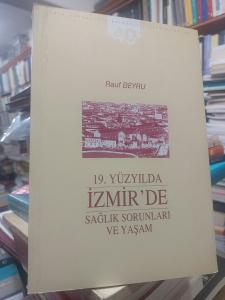 Rauf BEYRU
19. YÜZYILDA
İZMİR'DE
SAĞLIK SORUNLARI
VE YAŞAM